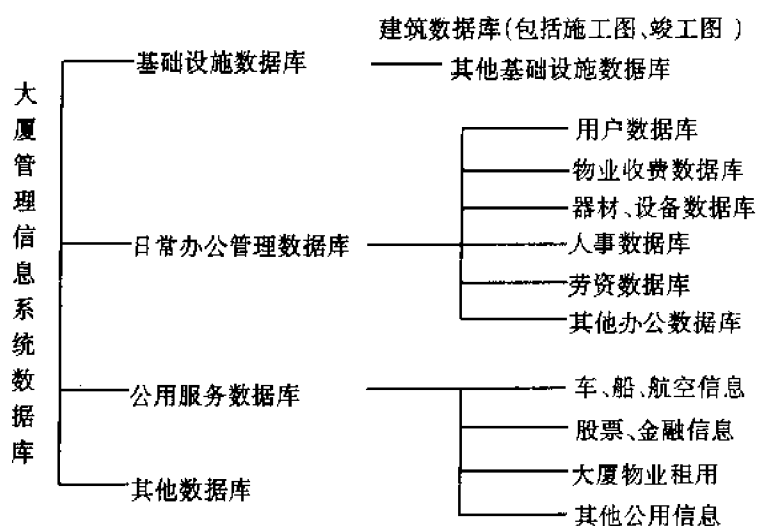 大厦管理信息系统数据库
基础设施数据库
建筑数据库(包括施工图、竣工图)
其他基础设施数据库
日常办公管理数据库
用户数据库
物业收费数据库
器材、设备数据库
人事数据库
劳资数据库
其他办公数据库
公用服务数据库
车、船、航空信息
股票、金融信息
大厦物业租用
其他公用信息
其他数据库